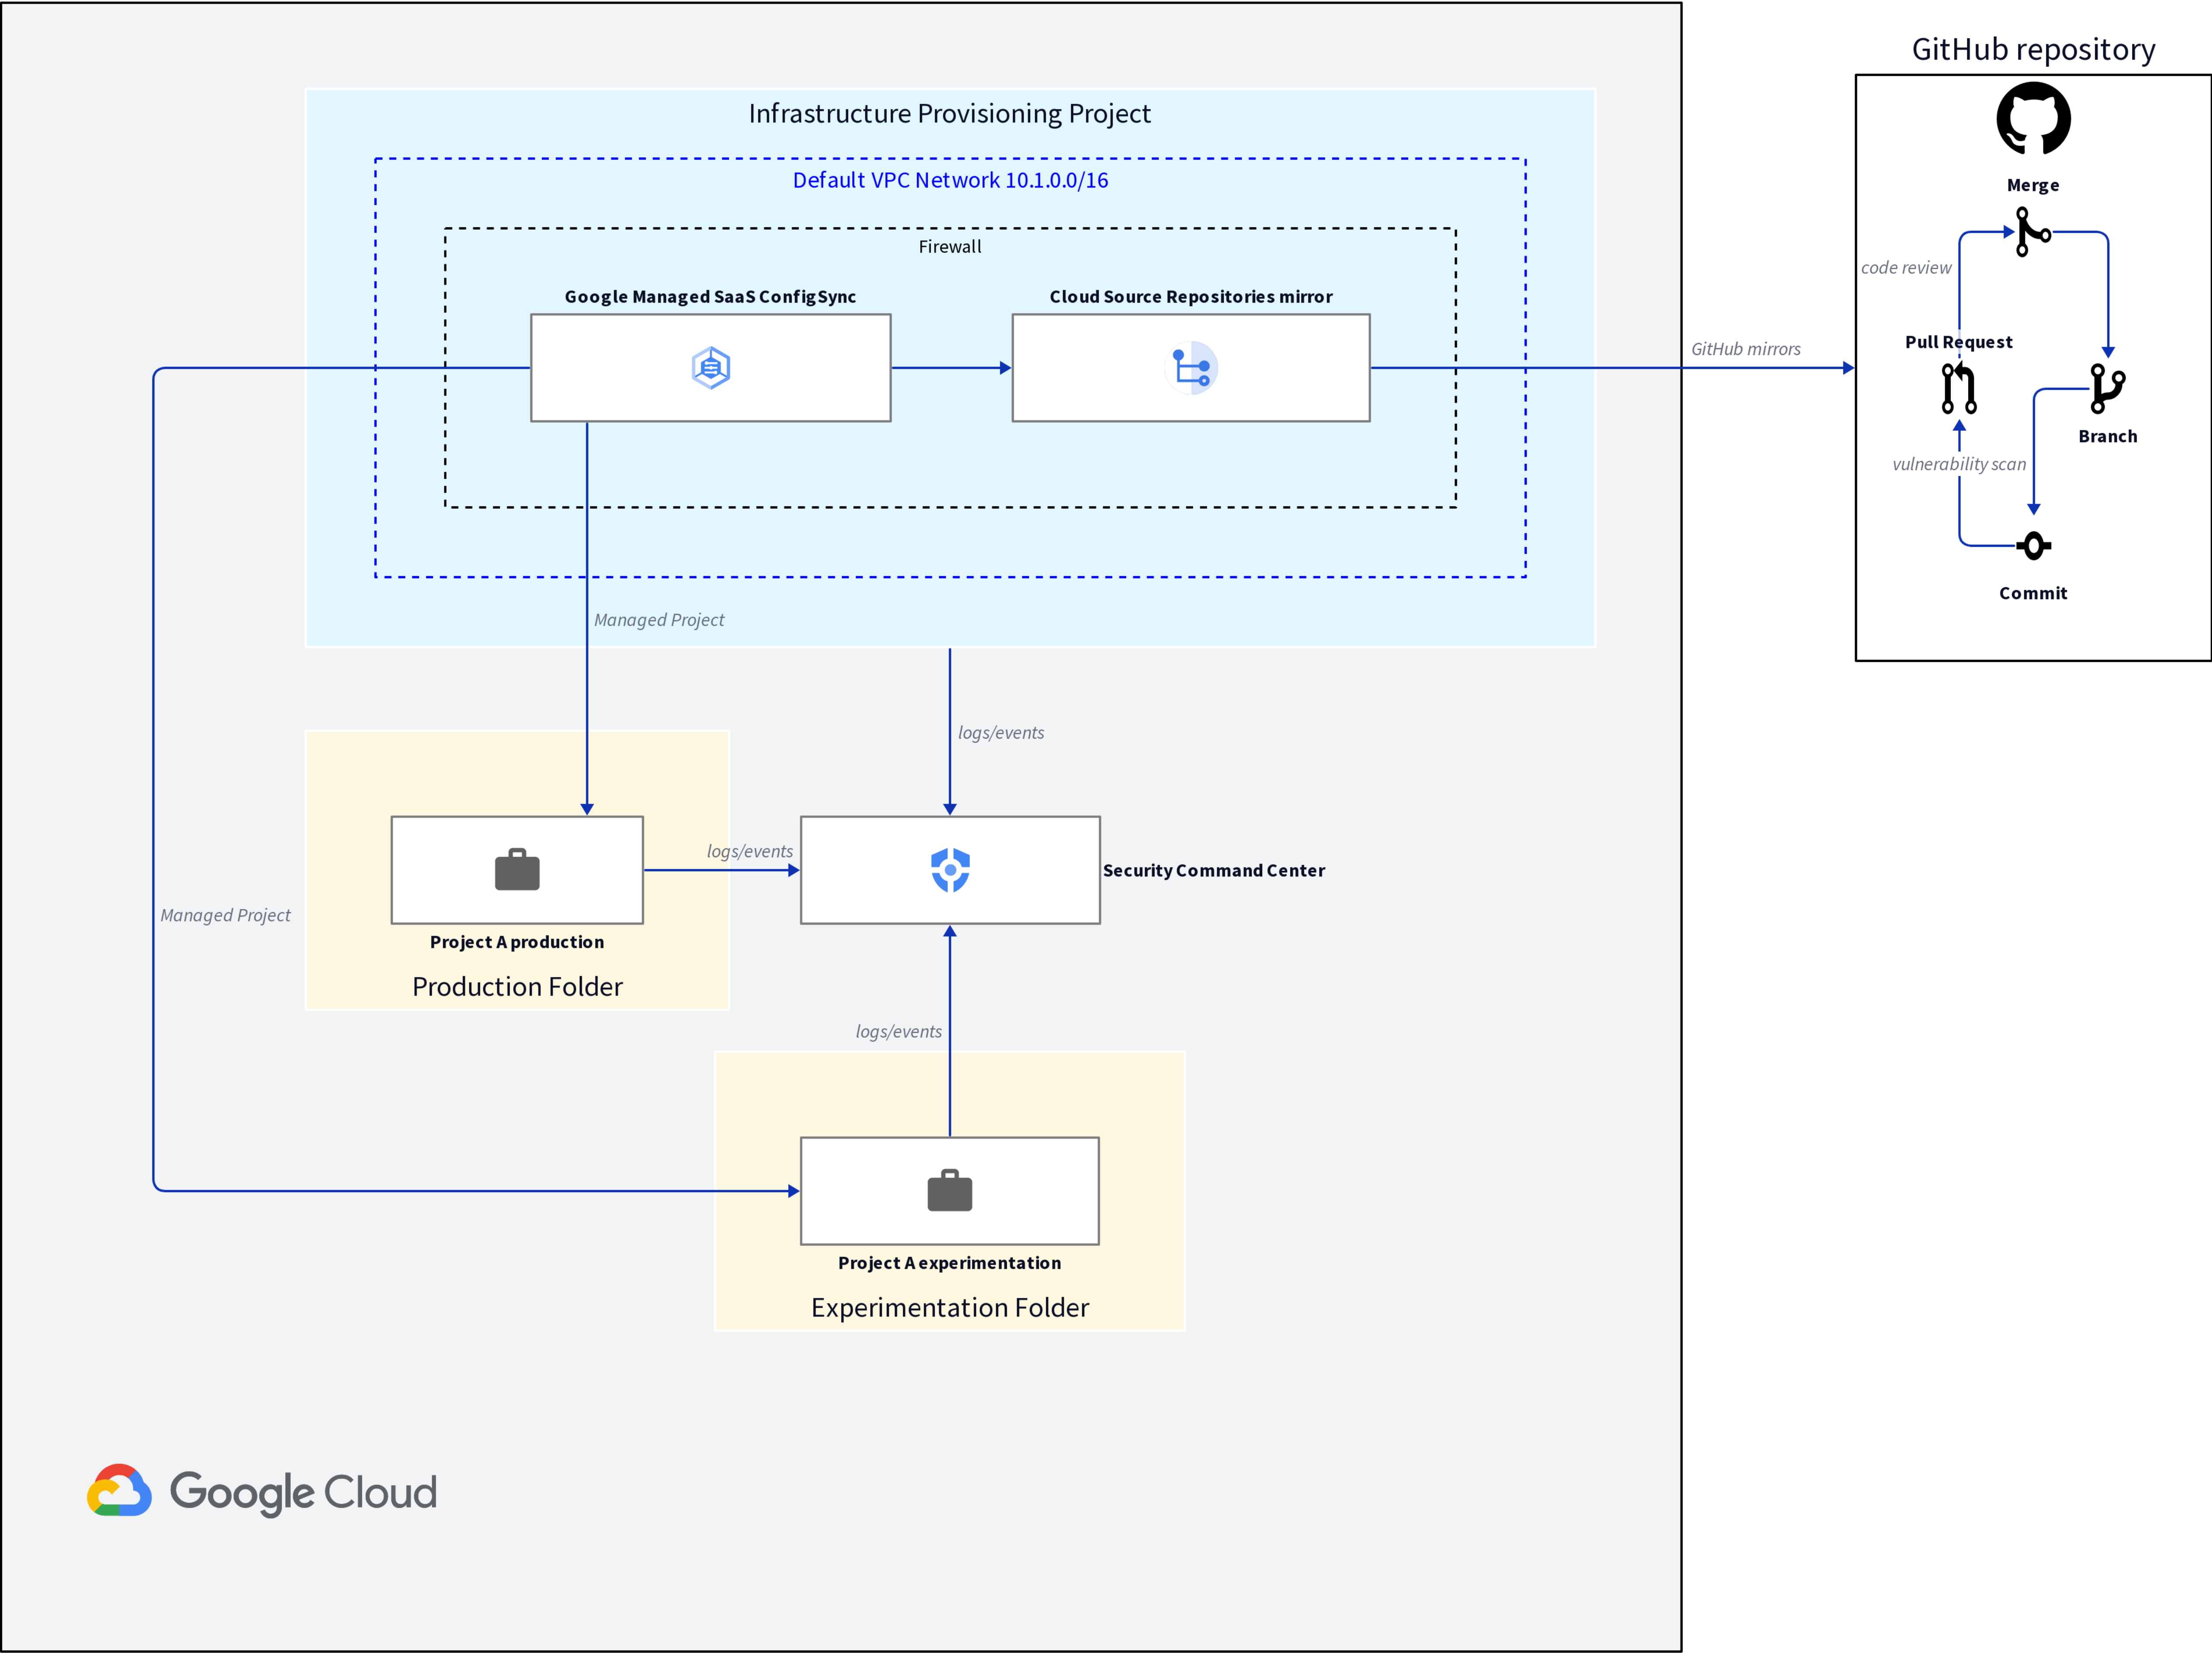 GitHub repository
Infrastructure Provisioning Project
Default VPC Network 10.1.0.0/16
Merge
Firewall
code review
Google Managed SaaS ConfigSync
Cloud Source Repositories mirror
GitHub mirrors
Pull Request
Branch
vulnerability scan
Commit
Managed Project
logs/events
logs/events
Security Command Center
Managed Project
Project A production
Production Folder
logs/events
Project A experimentation
Experimentation Folder
Google Cloud